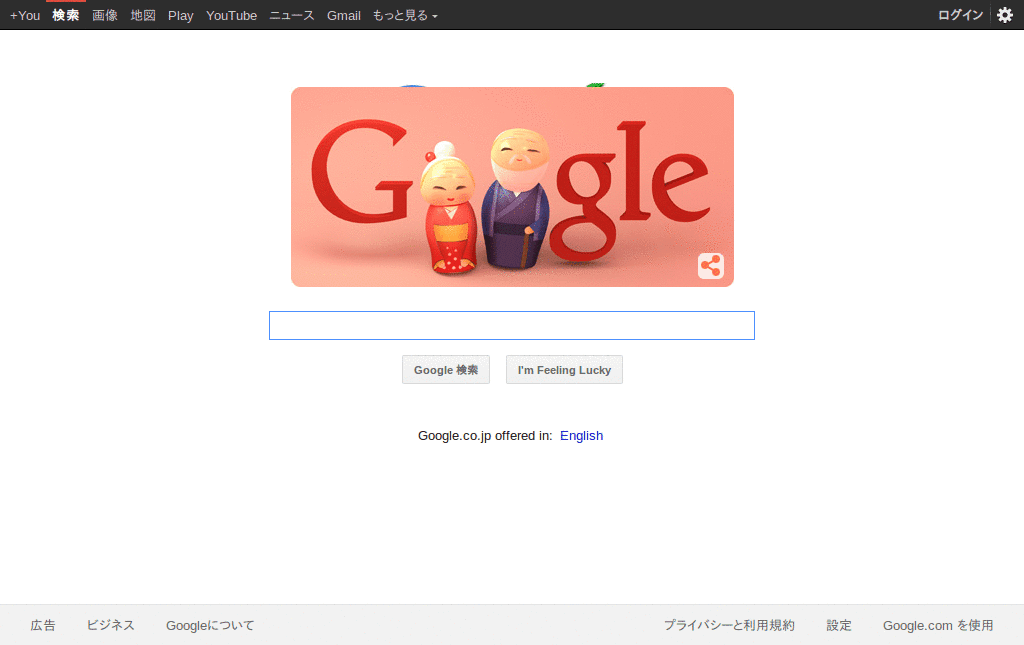 +You 検索 画像 地図 Play YouTube ニュース Gmail もっと見る ログイン
Google
Google 検索 I'm Feeling Lucky
Google.co.jp offered in: English
広告 ビジネス Googleについて プライバシーと利用規約 設定 Google.com を使用